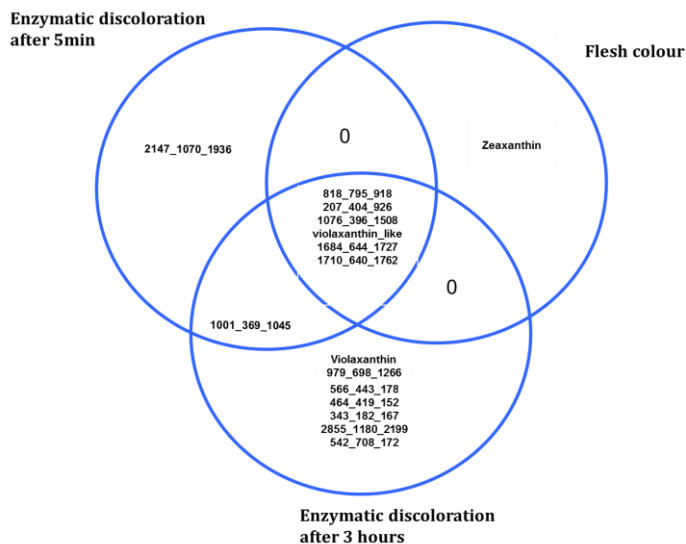 Enzymatic discoloration
after 5min
Flesh colour
0
2147_1070_1936
Zeaxanthin
818_795_918
207_404_926
1076_396_1508
violaxanthin_like
1684_644_1727
1710_640_1762
0
1001_369_1045
Violaxanthin
979_698_1266
566_443_178
464_419_152
343_182_167
2855_1180_2199
542_708_172
Enzymatic discoloration
after 3 hours